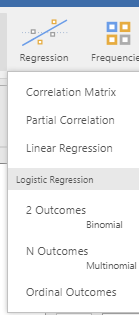 Regression
Frequencie
Correlation Matrix
Partial Correlation
Linear Regression
Logistic Regression
2 Outcomes
Binomial
N Outcomes
Multinomial
Ordinal Outcomes